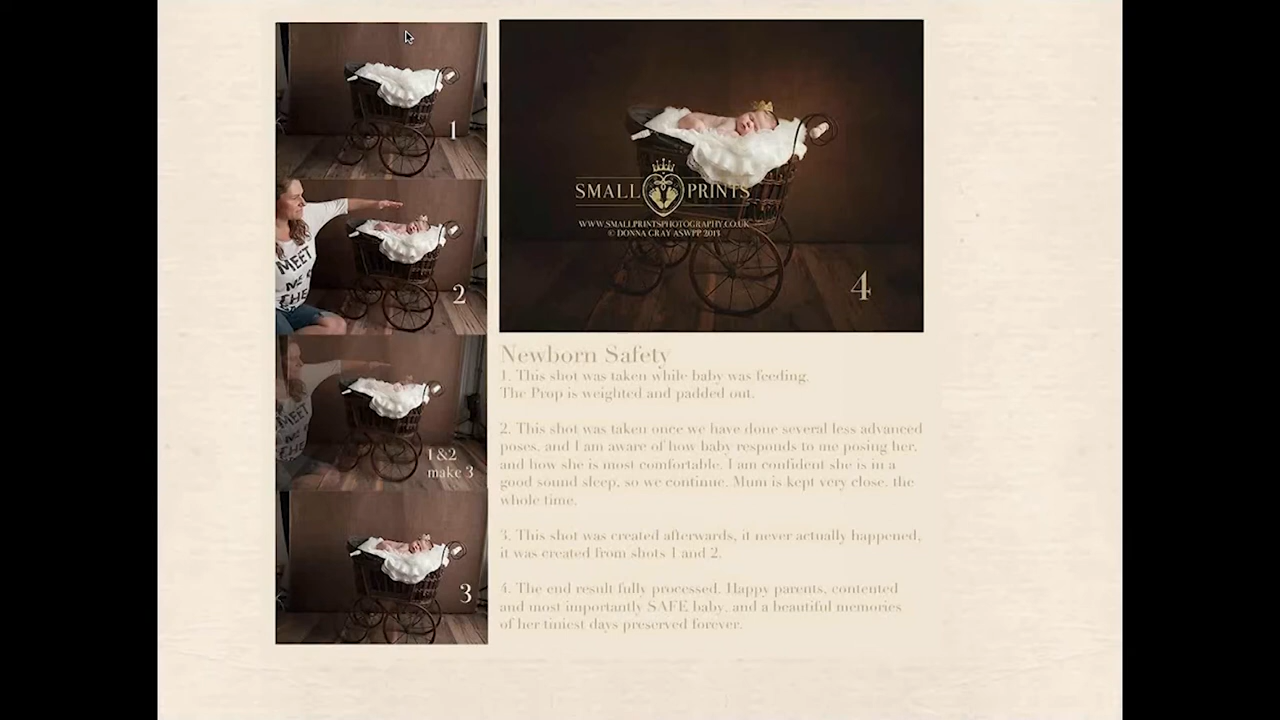 1
MEET
ME @
THE
2
MEET
THE
1 &2
make 3
3
SMALL PRINTS
WWW.SMALLPRINTSPHOTOGRAPHY.CO.UK
© DONNA GRAY ASWPP 2013
4
Newborn Safety
1. This shot was taken while baby was feeding.
The Prop is weighted and padded out.
2. This shot was taken once we have done several less advanced
poses, and I am aware of how baby responds to me posing her,
and how she is most comfortable. I am confident she is in a
good sound sleep, so we continue. Mum is kept very close, the
whole time.
3. This shot was created afterwards, it never actually happened,
it was created from shots 1 and 2.
4. The end result fully processed. Happy parents, contented
and most importantly SAFE baby, and a beautiful memories
of her tiniest days preserved forever.